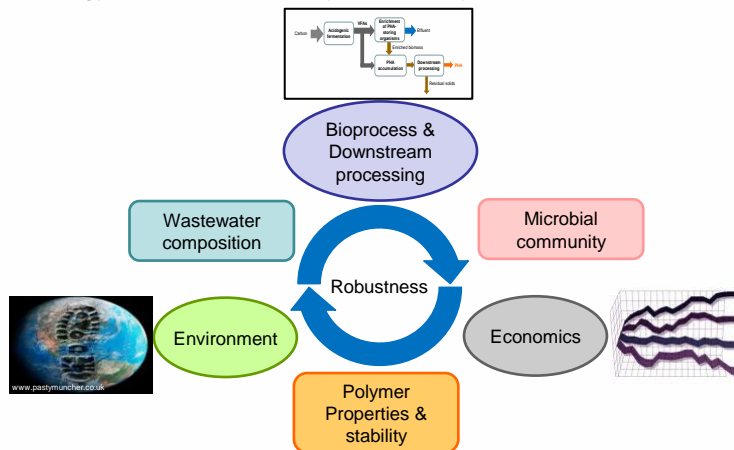 Carbon
Acidogenic
fermentation
VFAs
Enrichment
of PHA-
storing
organisms
Effluent
Enriched biomass
PHA
accumulation
Downstream
processing
PHA
Residual solids
Bioprocess &
Downstream
processing
Wastewater
composition
Microbial
community
Robustness
Environment
Economics
www.pastymuncher.co.uk
Polymer
Properties &
stability